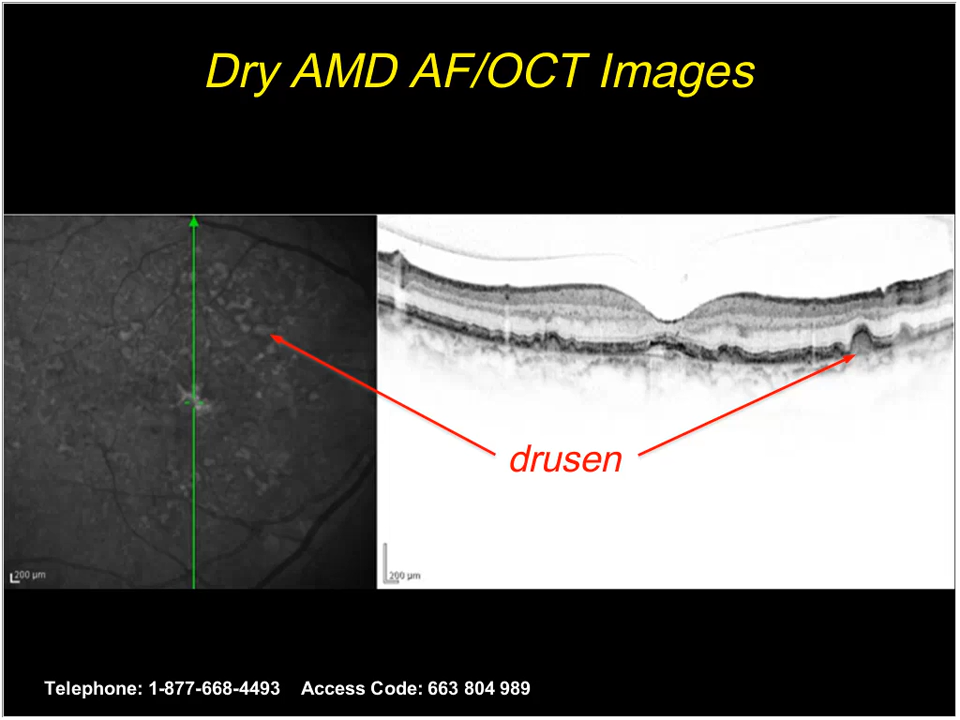 Dry AMD AF/OCT Images
drusen
200 µm
200 µm
Telephone: 1-877-668-4493 Access Code: 663 804 989